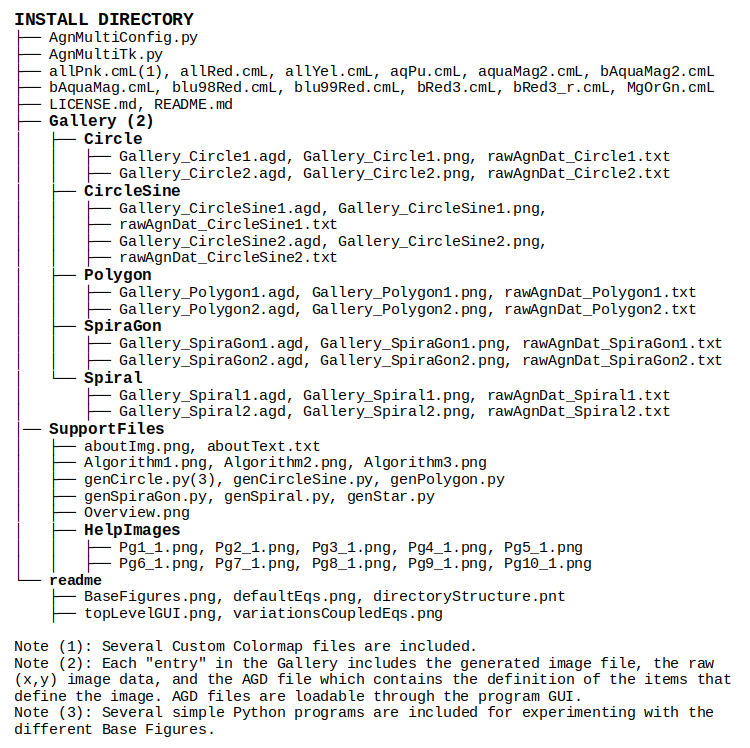 INSTALL DIRECTORY
├── AgnMultiConfig.py
├── AgnMultiTk.py
├── allPnk.cmL(1), allRed.cmL, allYel.cmL, aqPu.cmL, aquaMag2.cmL, bAquaMag2.cmL
├── bAquaMag.cmL, blu98Red.cmL, blu99Red.cmL, bRed3.cmL, bRed3_r.cmL, MgOrGn.cmL
├── LICENSE.md, README.md
├── Gallery (2)
│   ├── Circle
│   │   ├── Gallery_Circle1.agd, Gallery_Circle1.png, rawAgnDat_Circle1.txt
│   │   ├── Gallery_Circle2.agd, Gallery_Circle2.png, rawAgnDat_Circle2.txt
│   ├── CircleSine
│   │   ├── Gallery_CircleSine1.agd, Gallery_CircleSine1.png,
│   │   ├── rawAgnDat_CircleSine1.txt
│   │   ├── Gallery_CircleSine2.agd, Gallery_CircleSine2.png,
│   │   ├── rawAgnDat_CircleSine2.txt
│   ├── Polygon
│   │   ├── Gallery_Polygon1.agd, Gallery_Polygon1.png, rawAgnDat_Polygon1.txt
│   │   ├── Gallery_Polygon2.agd, Gallery_Polygon2.png, rawAgnDat_Polygon2.txt
│   ├── SpiraGon
│   │   ├── Gallery_SpiraGon1.agd, Gallery_SpiraGon1.png, rawAgnDat_SpiraGon1.txt
│   │   ├── Gallery_SpiraGon2.agd, Gallery_SpiraGon2.png, rawAgnDat_SpiraGon2.txt
│   └── Spiral
│       ├── Gallery_Spiral1.agd, Gallery_Spiral1.png, rawAgnDat_Spiral1.txt
│       ├── Gallery_Spiral2.agd, Gallery_Spiral2.png, rawAgnDat_Spiral2.txt
│── SupportFiles
│   ├── aboutImg.png, aboutText.txt
│   ├── Algorithm1.png, Algorithm2.png, Algorithm3.png
│   ├── genCircle.py(3), genCircleSine.py, genPolygon.py
│   ├── genSpiraGon.py, genSpiral.py, genStar.py
│   ├── Overview.png
│   ├── HelpImages
│   │   ├── Pg1_1.png, Pg2_1.png, Pg3_1.png, Pg4_1.png, Pg5_1.png
│   │   ├── Pg6_1.png, Pg7_1.png, Pg8_1.png, Pg9_1.png, Pg10_1.png
└── readme
    ├── BaseFigures.png, defaultEqs.png, directoryStructure.pnt
    ├── topLevelGUI.png, variationsCoupledEqs.png
Note (1): Several Custom Colormap files are included.
Note (2): Each "entry" in the Gallery includes the generated image file, the raw
(x,y) image data, and the AGD file which contains the definition of the items that
define the image. AGD files are loadable through the program GUI.
Note (3): Several simple Python programs are included for experimenting with the
different Base Figures.